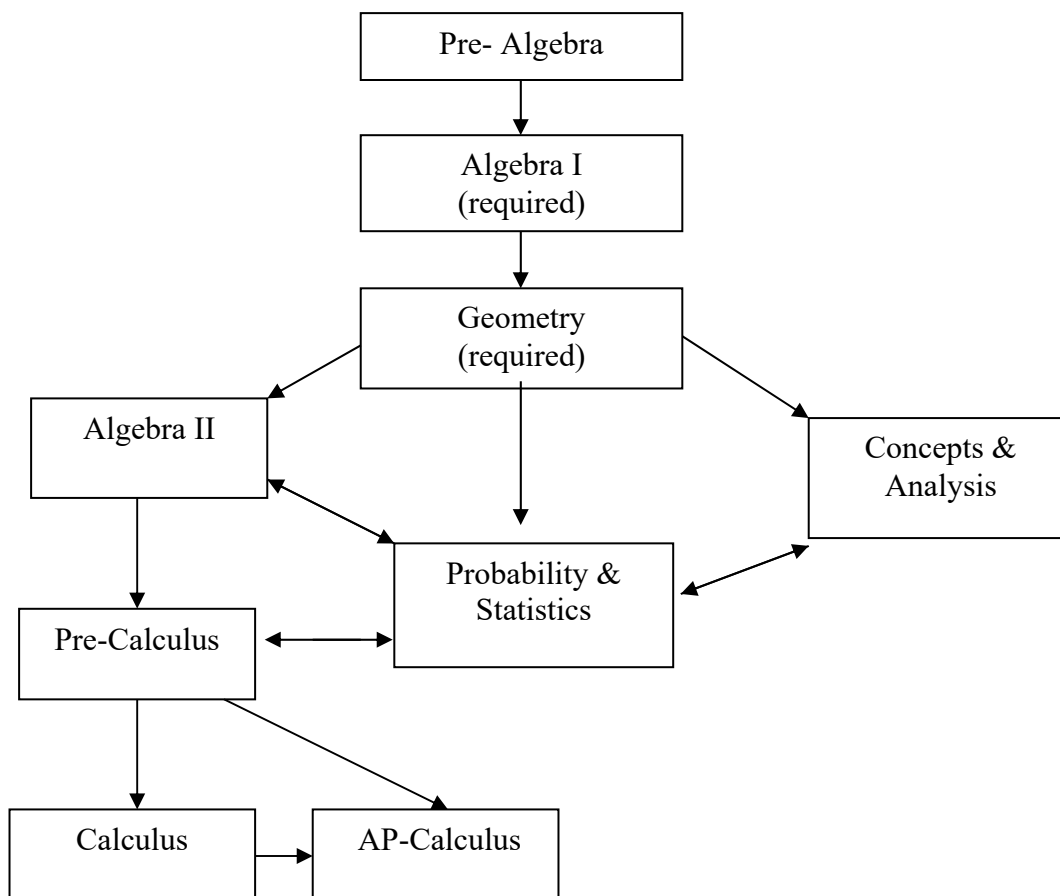 Pre- Algebra
Algebra I
(required)
Geometry
(required)
Algebra II
Concepts &
Analysis
Probability &
Statistics
Pre-Calculus
Calculus
AP-Calculus